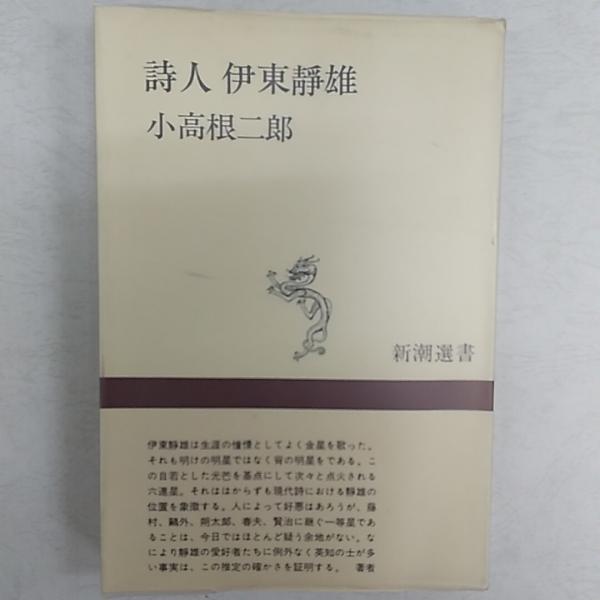 詩人 伊東靜雄
小高根二郎
新潮選書
伊東靜雄は生涯の憧憬としてよく金星を歌った。
それも明けの明星ではなく宵の明星をである。こ
の自若とした光芒を基点にして次々と点火される
六連星。それははからずも現代詩における靜雄の
位置を象徴する。人によって好悪はあろうが、藤
村、鷗外、朔太郎、春夫、賢治に継ぐ一等星であ
ることは、今日ではほとんど疑う余地がない。な
により靜雄の愛好者たちに例外なく英知の士が多
い事実は、この推定の確かさを証明する。 著者